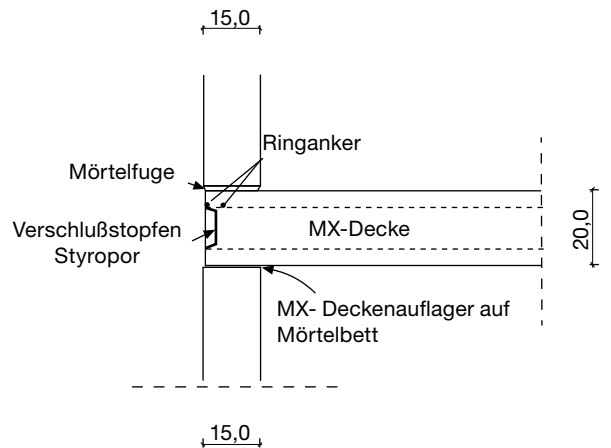 15,0
Ringanker
Mörtelfuge
Verschlußstopfen
Styropor
MX-Decke
20,0
MX- Deckenauflager auf
Mörtelbett
15,0